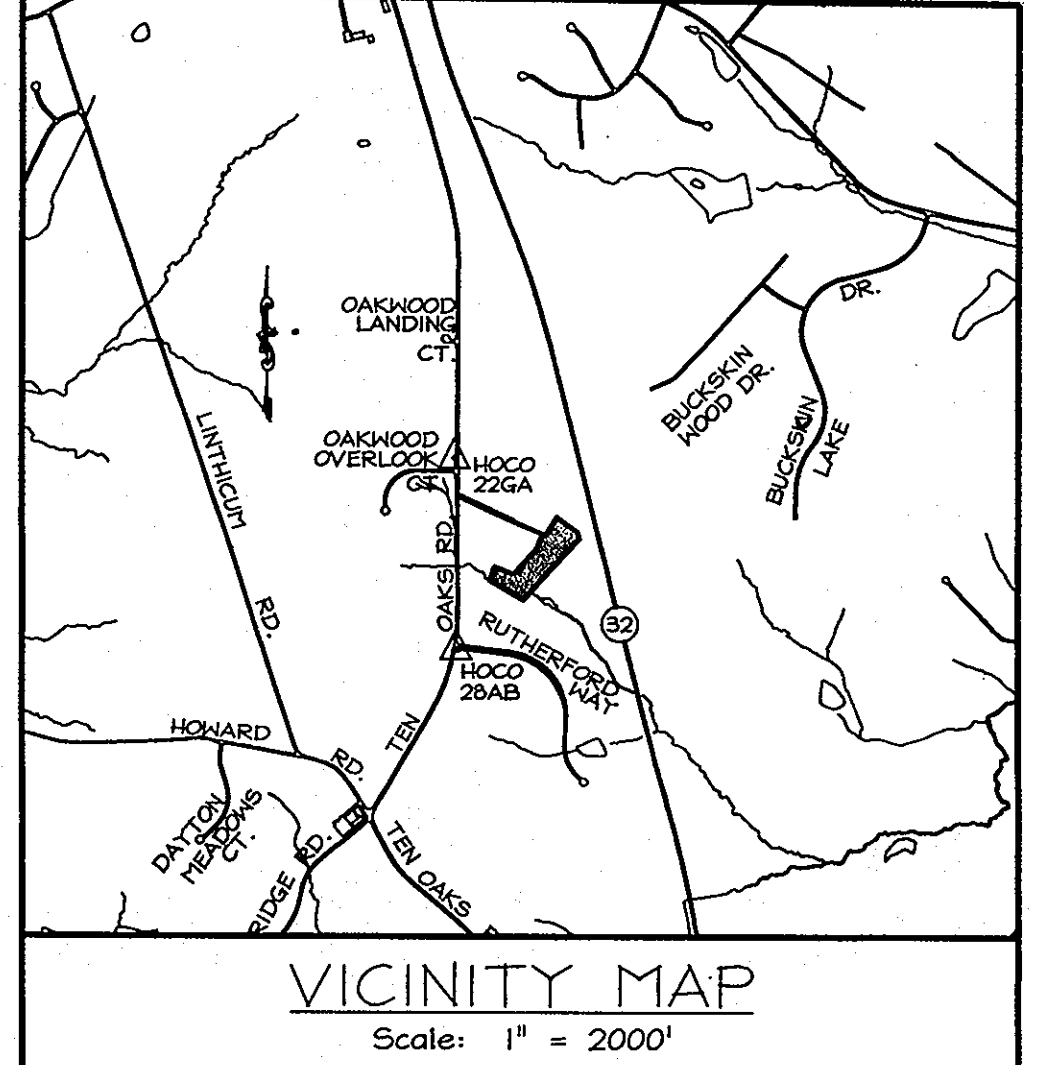 OAKWOOD
LANDING
CT.
DR.
BUCKSKIN
WOOD DR.
BUCKSKIN
LAKE
LINTHICUM
RD.
OAKWOOD
OVERLOOK
CT.
HOCO
22GA
OAKS RD.
32
RUTHERFORD
WAY
HOCO
28AB
HOWARD
RD.
TEN
DAYTON
MEADOWS
CT.
RIDGE RD.
TEN OAKS
VICINITY MAP
Scale: 1" = 2000'